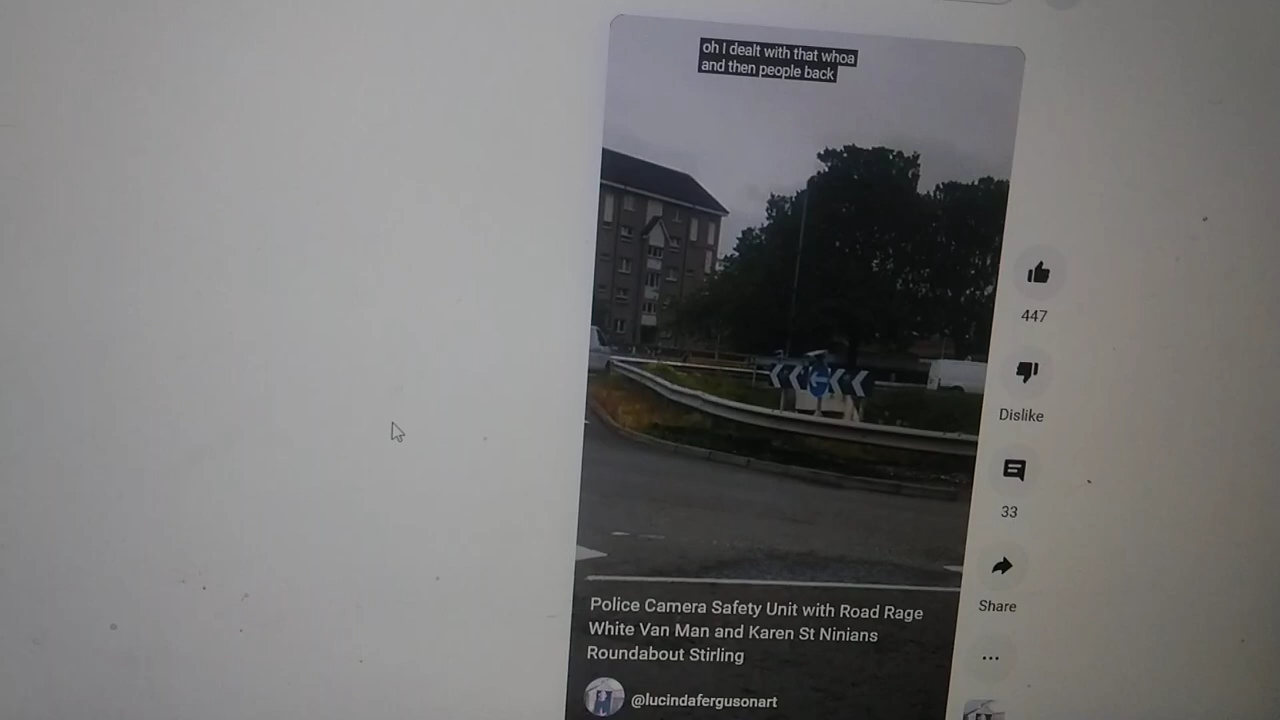 oh I dealt with that whoa
and then people back
447
Dislike
33
Share
Police Camera Safety Unit with Road Rage
White Van Man and Karen St Ninians
Roundabout Stirling
@lucindafergusonart